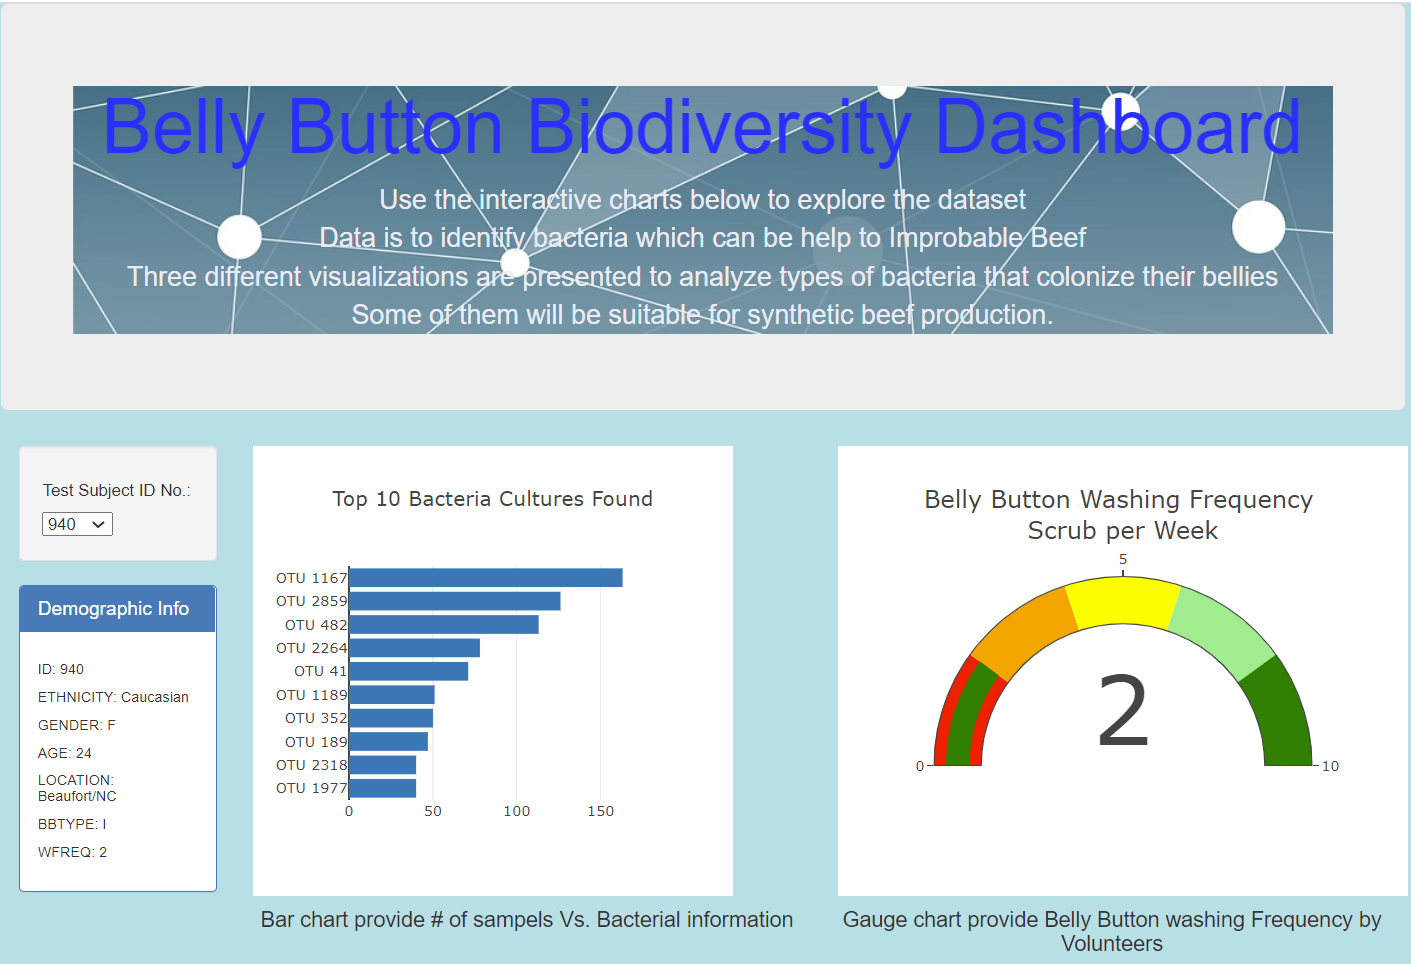 Belly Button Biodiversity Dashboard
Use the interactive charts below to explore the dataset
Data is to identify bacteria which can be help to Improbable Beef
Three different visualizations are presented to analyze types of bacteria that colonize their bellies
Some of them will be suitable for synthetic beef production.
Test Subject ID No.:
940
Demographic Info
ID: 940
ETHNICITY: Caucasian
GENDER: F
AGE: 24
LOCATION:
Beaufort/NC
BBTYPE: I
WFREQ: 2
Top 10 Bacteria Cultures Found
OTU 1167
OTU 2859
OTU 482
OTU 2264
OTU 41
OTU 1189
OTU 352
OTU 189
OTU 2318
OTU 1977
0 50 100 150
Bar chart provide # of sampels Vs. Bacterial information
Belly Button Washing Frequency
Scrub per Week
5
2
0 10
Gauge chart provide Belly Button washing Frequency by
Volunteers